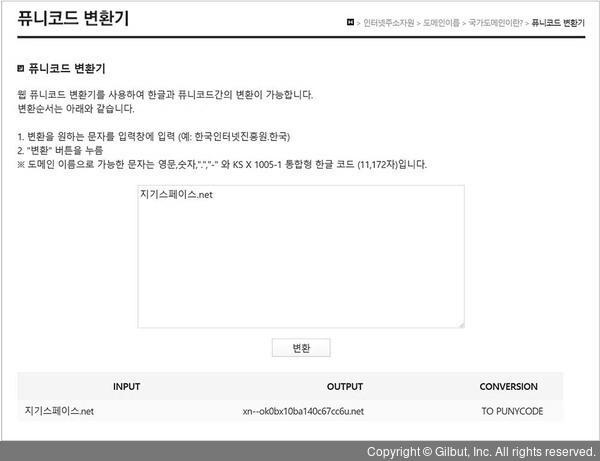 퓨니코드 변환기
> 인터넷주소자원 > 도메인이름 > 국가도메인이란? > 퓨니코드 변환기
퓨니코드 변환기
웹 퓨니코드 변환기를 사용하여 한글과 퓨니코드간의 변환이 가능합니다.
변환순서는 아래와 같습니다.
1. 변환을 원하는 문자를 입력창에 입력 (예: 한국인터넷진흥원.한국)
2. "변환" 버튼을 누름
※ 도메인 이름으로 가능한 문자는 영문,숫자,".","-" 와 KS X 1005-1 통합형 한글 코드 (11,172자)입니다.
지기스페이스.net
변환
INPUT OUTPUT CONVERSION
지기스페이스.net xn--ok0bx10ba140c67cc6u.net TO PUNYCODE
Copyright © Gilbut, Inc. All rights reserved.